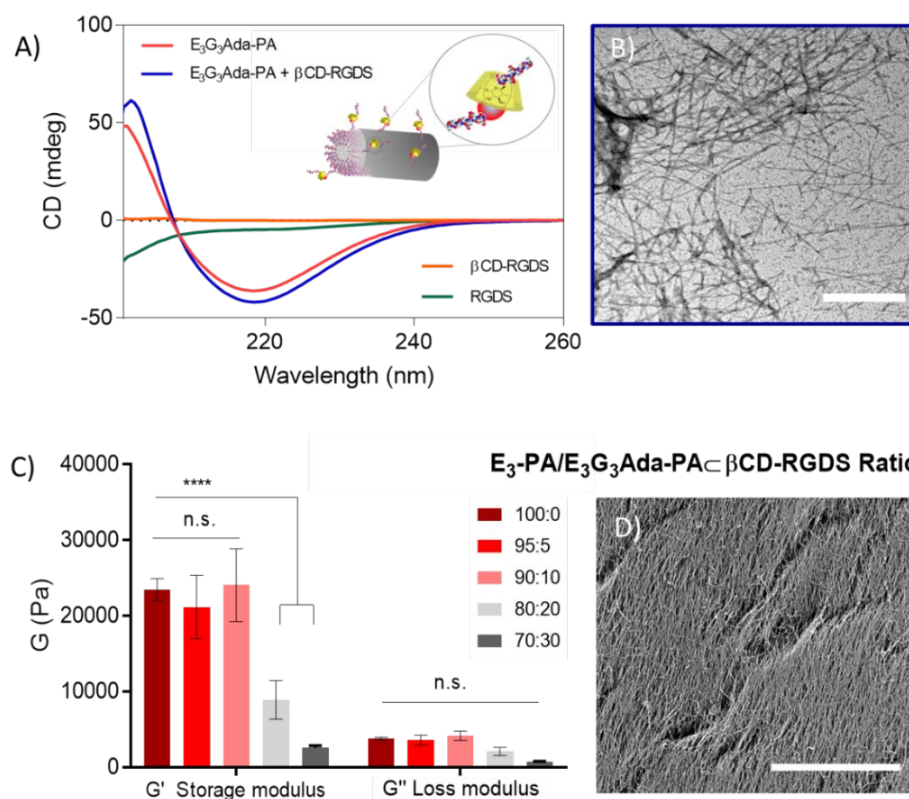 A)
100
50
0
-50
CD (mdeg)
E₃G₃Ada-PA
E₃G₃Ada-PA + βCD-RGDS
βCD-RGDS
RGDS
220
240
260
Wavelength (nm)
B)
C)
E₃-PA/E₃G₃Ada-PA⊂βCD-RGDS Ratio
40000
30000
20000
10000
0
G (Pa)
****
n.s.
n.s.
100:0
95:5
90:10
80:20
70:30
G' Storage modulus
G'' Loss modulus
D)